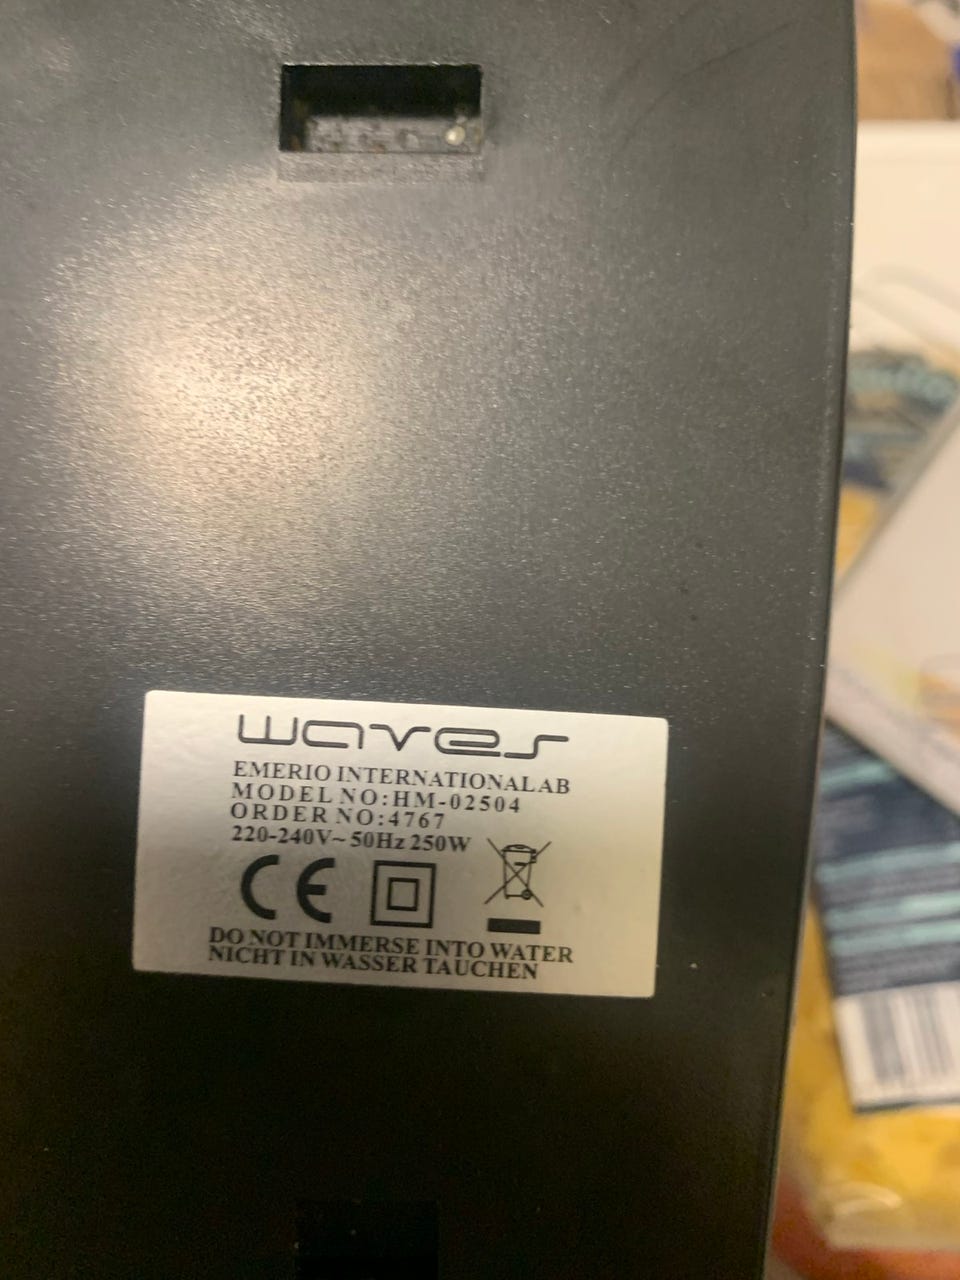 waves
EMERIO INTERNATIONALAB
MODEL NO:HM-02504
ORDER NO:4767
220-240V~ 50Hz 250W
CE
DO NOT IMMERSE INTO WATER
NICHT IN WASSER TAUCHEN